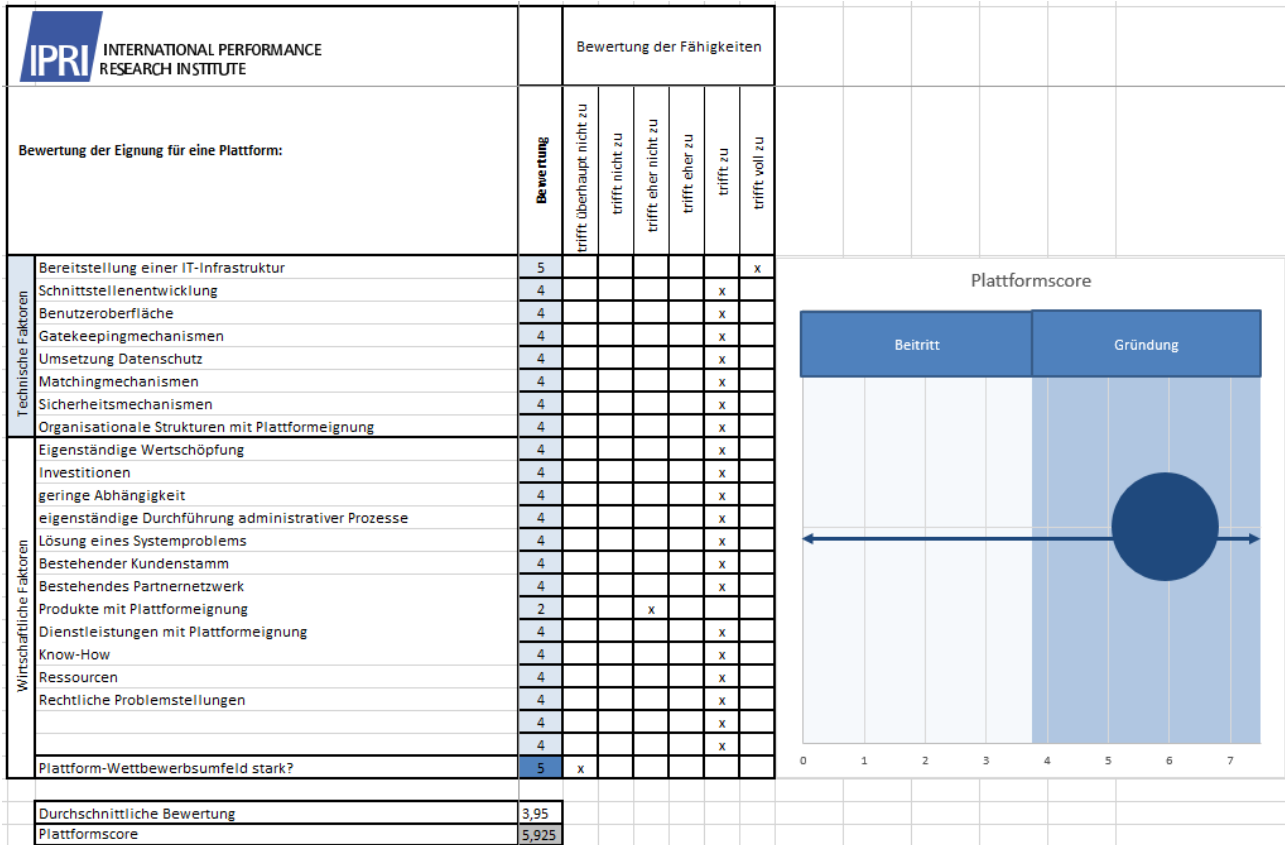 IPRI INTERNATIONAL PERFORMANCE
RESEARCH INSTITUTE
Bewertung der Fähigkeiten
Bewertung der Eignung für eine Plattform:
Bewertung
trifft überhaupt nicht zu
trifft nicht zu
trifft eher nicht zu
trifft eher zu
trifft zu
trifft voll zu
Technische Faktoren
Bereitstellung einer IT-Infrastruktur 5 x
Schnittstellenentwicklung 4 x
Benutzeroberfläche 4 x
Gatekeepingmechanismen 4 x
Umsetzung Datenschutz 4 x
Matchingmechanismen 4 x
Sicherheitsmechanismen 4 x
Organisationale Strukturen mit Plattformeignung 4 x
Wirtschaftliche Faktoren
Eigenständige Wertschöpfung 4 x
Investitionen 4 x
geringe Abhängigkeit 4 x
eigenständige Durchführung administrativer Prozesse 4 x
Lösung eines Systemproblems 4 x
Bestehender Kundenstamm 4 x
Bestehendes Partnernetzwerk 4 x
Produkte mit Plattformeignung 2 x
Dienstleistungen mit Plattformeignung 4 x
Know-How 4 x
Ressourcen 4 x
Rechtliche Problemstellungen 4 x
4 x
4 x
Plattform-Wettbewerbsumfeld stark? 5 x
Durchschnittliche Bewertung 3,95
Plattformscore 5,925
Plattformscore
Beitritt Gründung
0 1 2 3 4 5 6 7